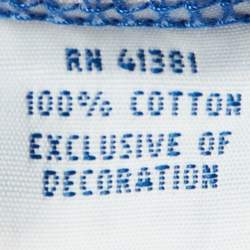 RN 41381
100% COTTON
EXCLUSIVE OF
DECORATION